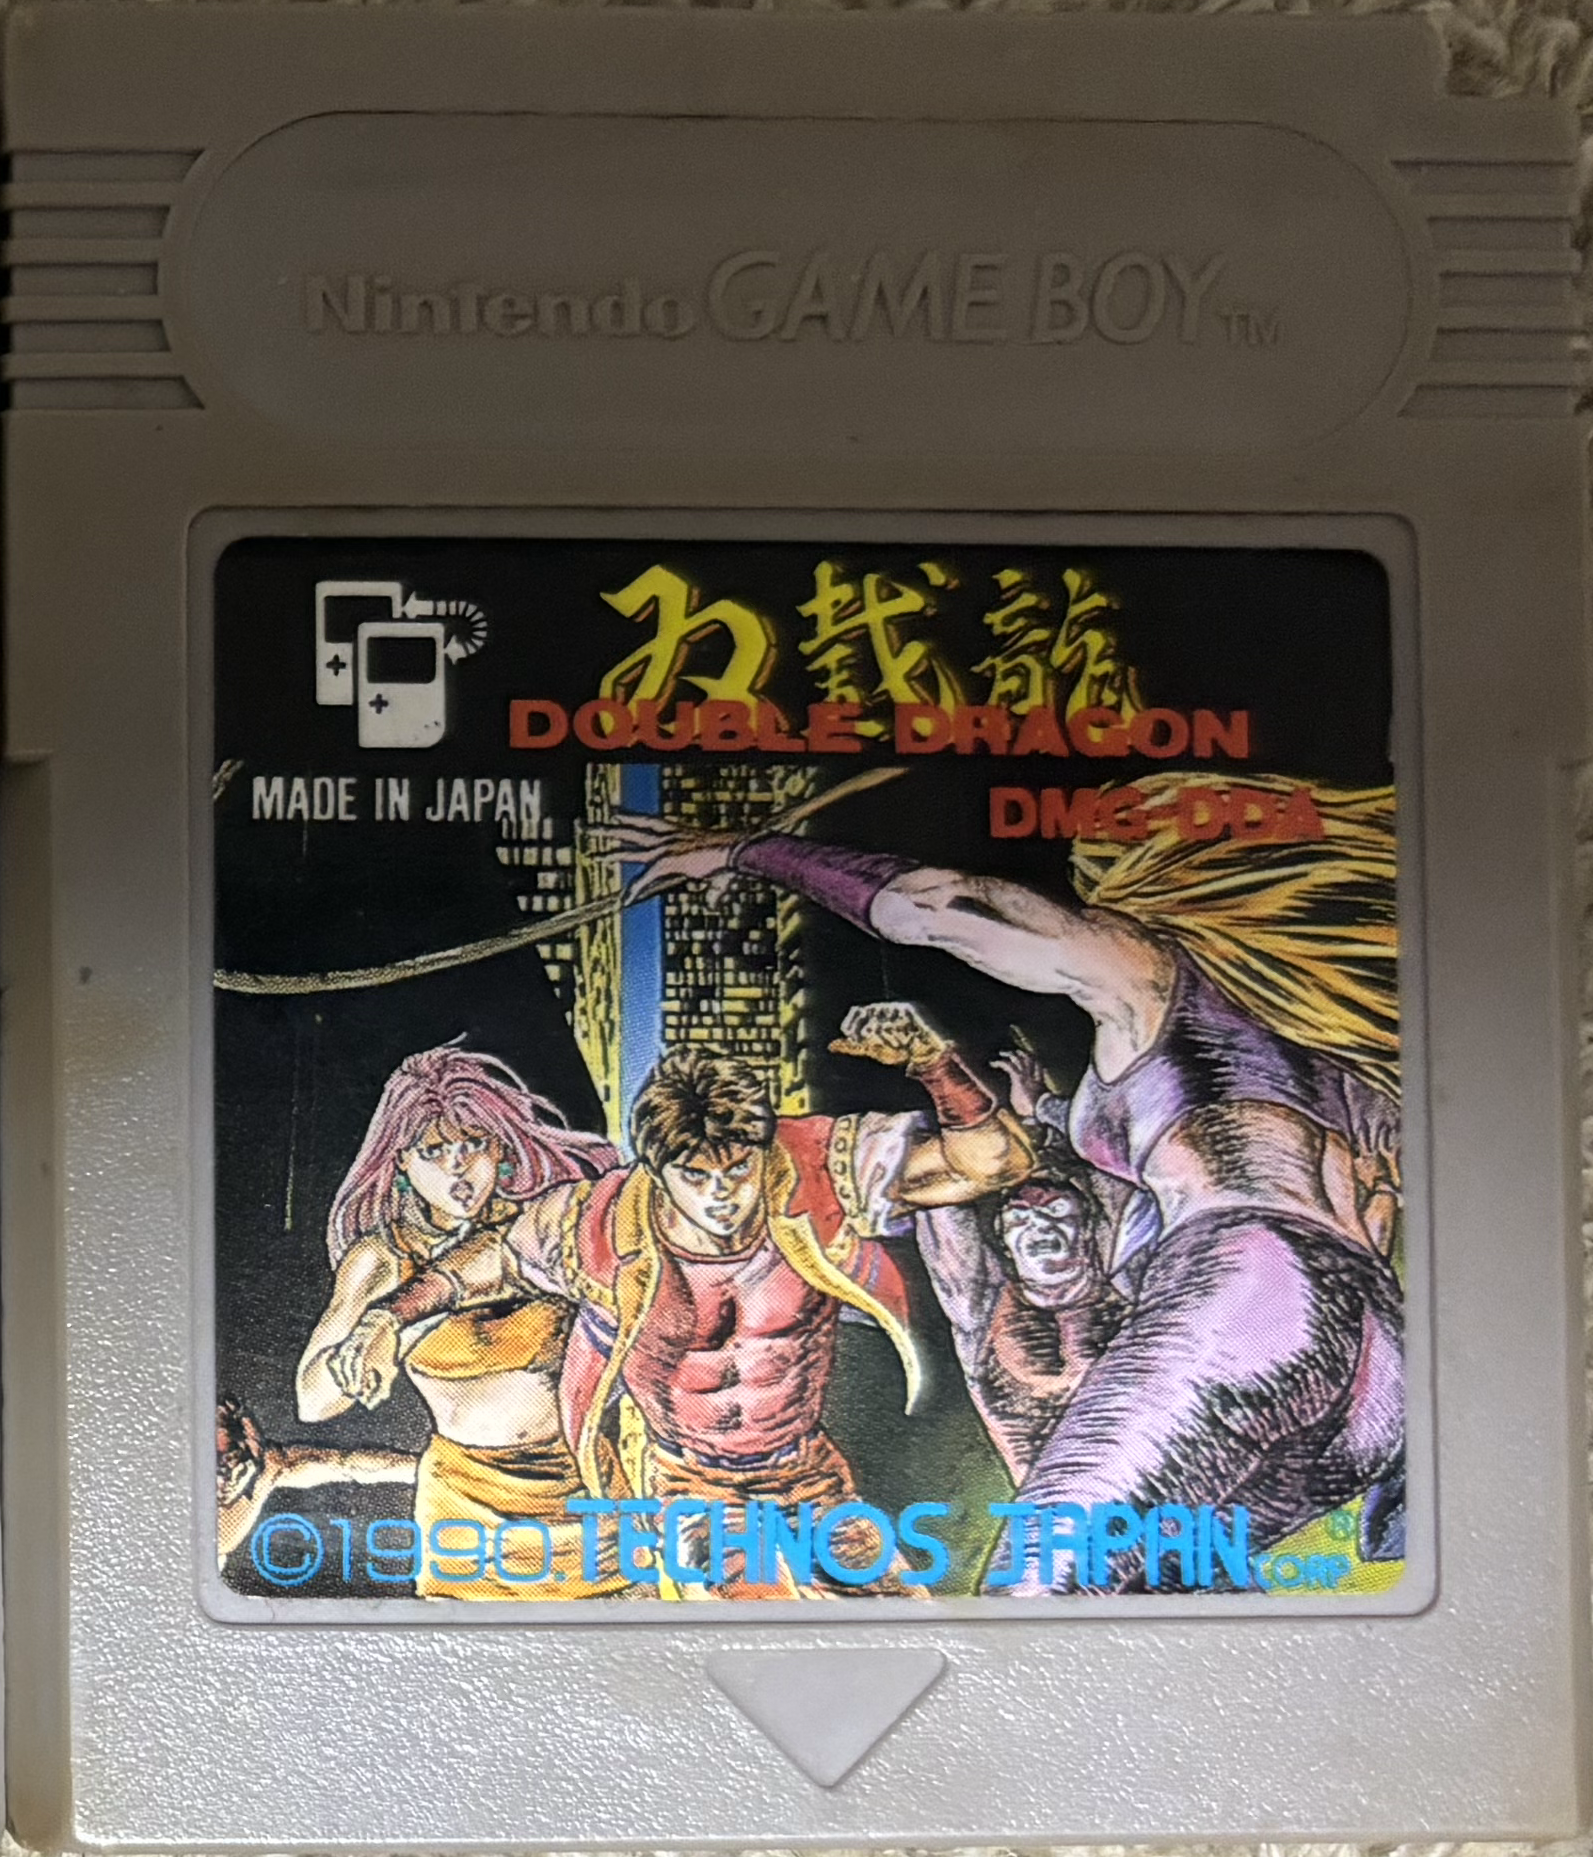 Nintendo GAME BOY TM
双截龍
DOUBLE DRAGON
MADE IN JAPAN
DMG-DDA
©1990. TECHNOS JAPAN CORP. ®